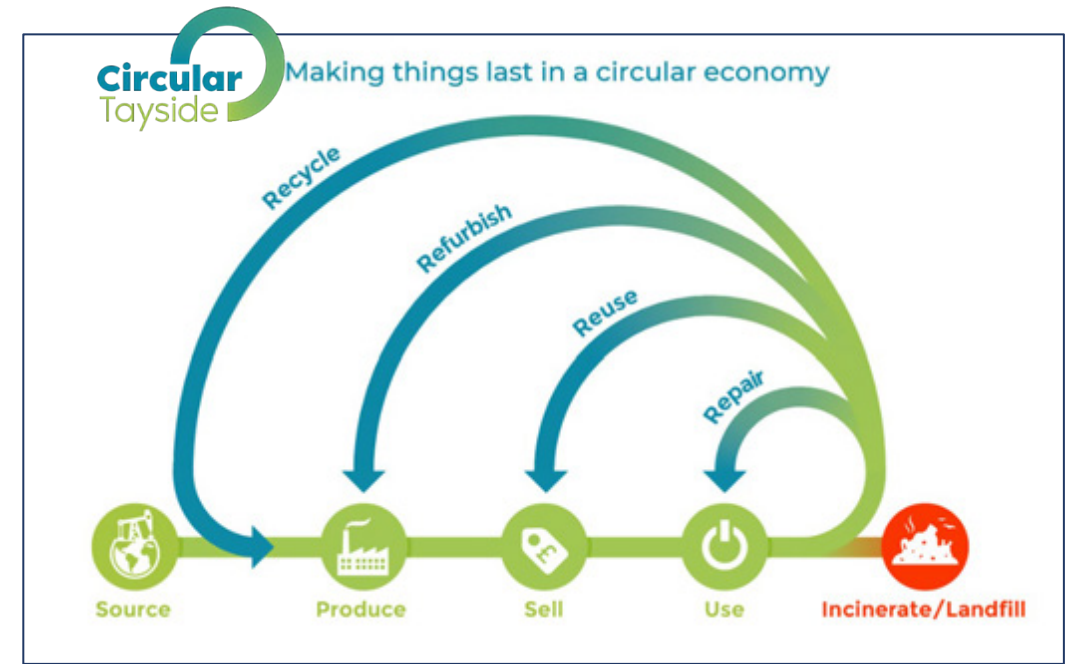 Circular
Tayside
Making things last in a circular economy
Recycle
Refurbish
Reuse
Repair
£
Source
Produce
Sell
Use
Incinerate/Landfill